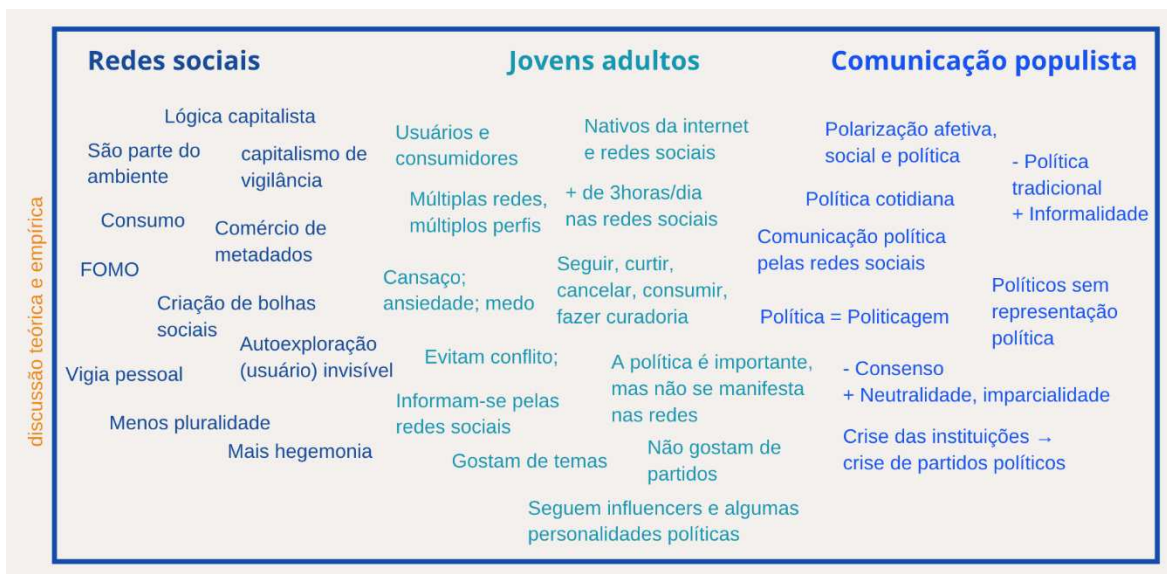 discussão teórica e empírica
Redes sociais
Lógica capitalista
São parte do
ambiente
capitalismo de
vigilância
Consumo
Comércio de
metadados
FOMO
Criação de bolhas
sociais
Autoexploração
(usuário) invisível
Vigia pessoal
Menos pluralidade
Mais hegemonia
Jovens adultos
Usuários e
consumidores
Nativos da internet
e redes sociais
Múltiplas redes,
múltiplos perfis
+ de 3horas/dia
nas redes sociais
Cansaço;
ansiedade; medo
Seguir, curtir,
cancelar, consumir,
fazer curadoria
Evitam conflito;
A política é importante,
mas não se manifesta
nas redes
Informam-se pelas
redes sociais
Gostam de temas
Não gostam de
partidos
Seguem influencers e algumas
personalidades políticas
Comunicação populista
Polarização afetiva,
social e política
- Política
tradicional
+ Informalidade
Política cotidiana
Comunicação política
pelas redes sociais
Políticos sem
representação
política
Política = Politicagem
- Consenso
+ Neutralidade, imparcialidade
Crise das instituições →
crise de partidos políticos